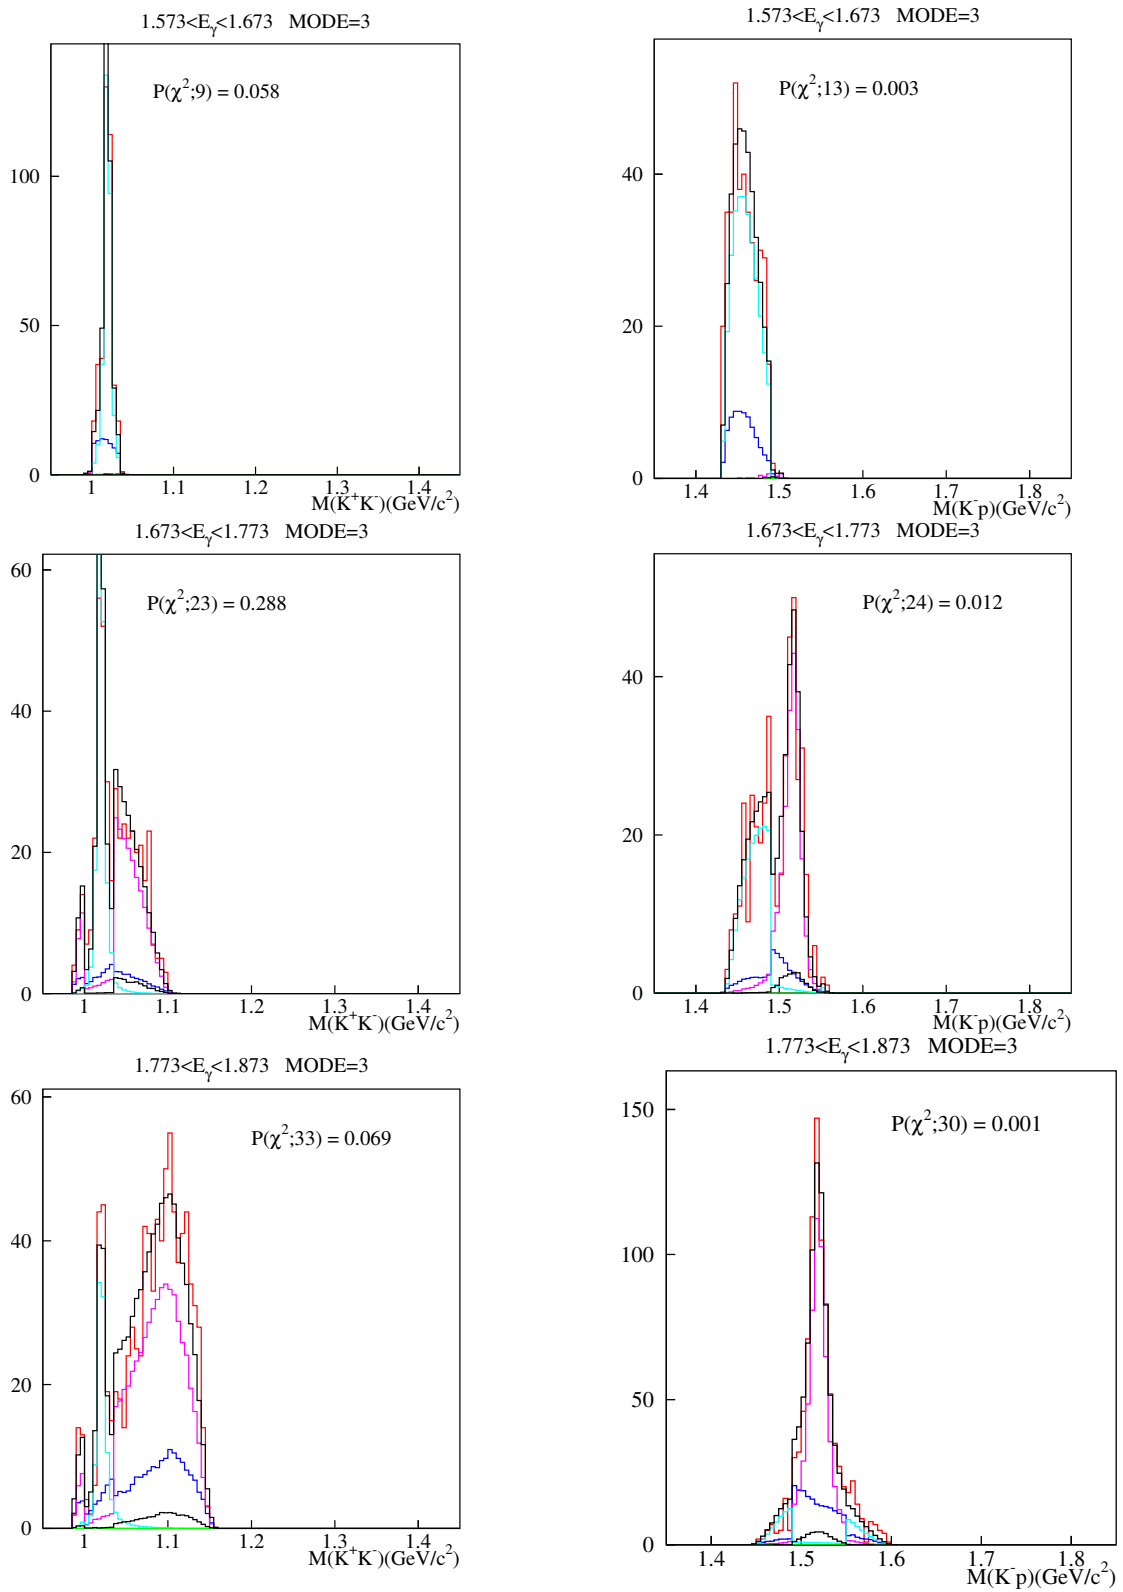 1.573<Eγ<1.673 MODE=3
P(χ²;9) = 0.058
100
50
0
1 1.1 1.2 1.3 1.4
M(K⁺K⁻)(GeV/c²)
1.573<Eγ<1.673 MODE=3
P(χ²;13) = 0.003
40
20
0
1.4 1.5 1.6 1.7 1.8
M(K⁻p)(GeV/c²)
1.673<Eγ<1.773 MODE=3
60
P(χ²;23) = 0.288
40
20
0
1 1.1 1.2 1.3 1.4
M(K⁺K⁻)(GeV/c²)
1.673<Eγ<1.773 MODE=3
P(χ²;24) = 0.012
40
20
0
1.4 1.5 1.6 1.7 1.8
M(K⁻p)(GeV/c²)
1.773<Eγ<1.873 MODE=3
60
P(χ²;33) = 0.069
40
20
0
1 1.1 1.2 1.3 1.4
M(K⁺K⁻)(GeV/c²)
1.773<Eγ<1.873 MODE=3
150
P(χ²;30) = 0.001
100
50
0
1.4 1.5 1.6 1.7 1.8
M(K⁻p)(GeV/c²)